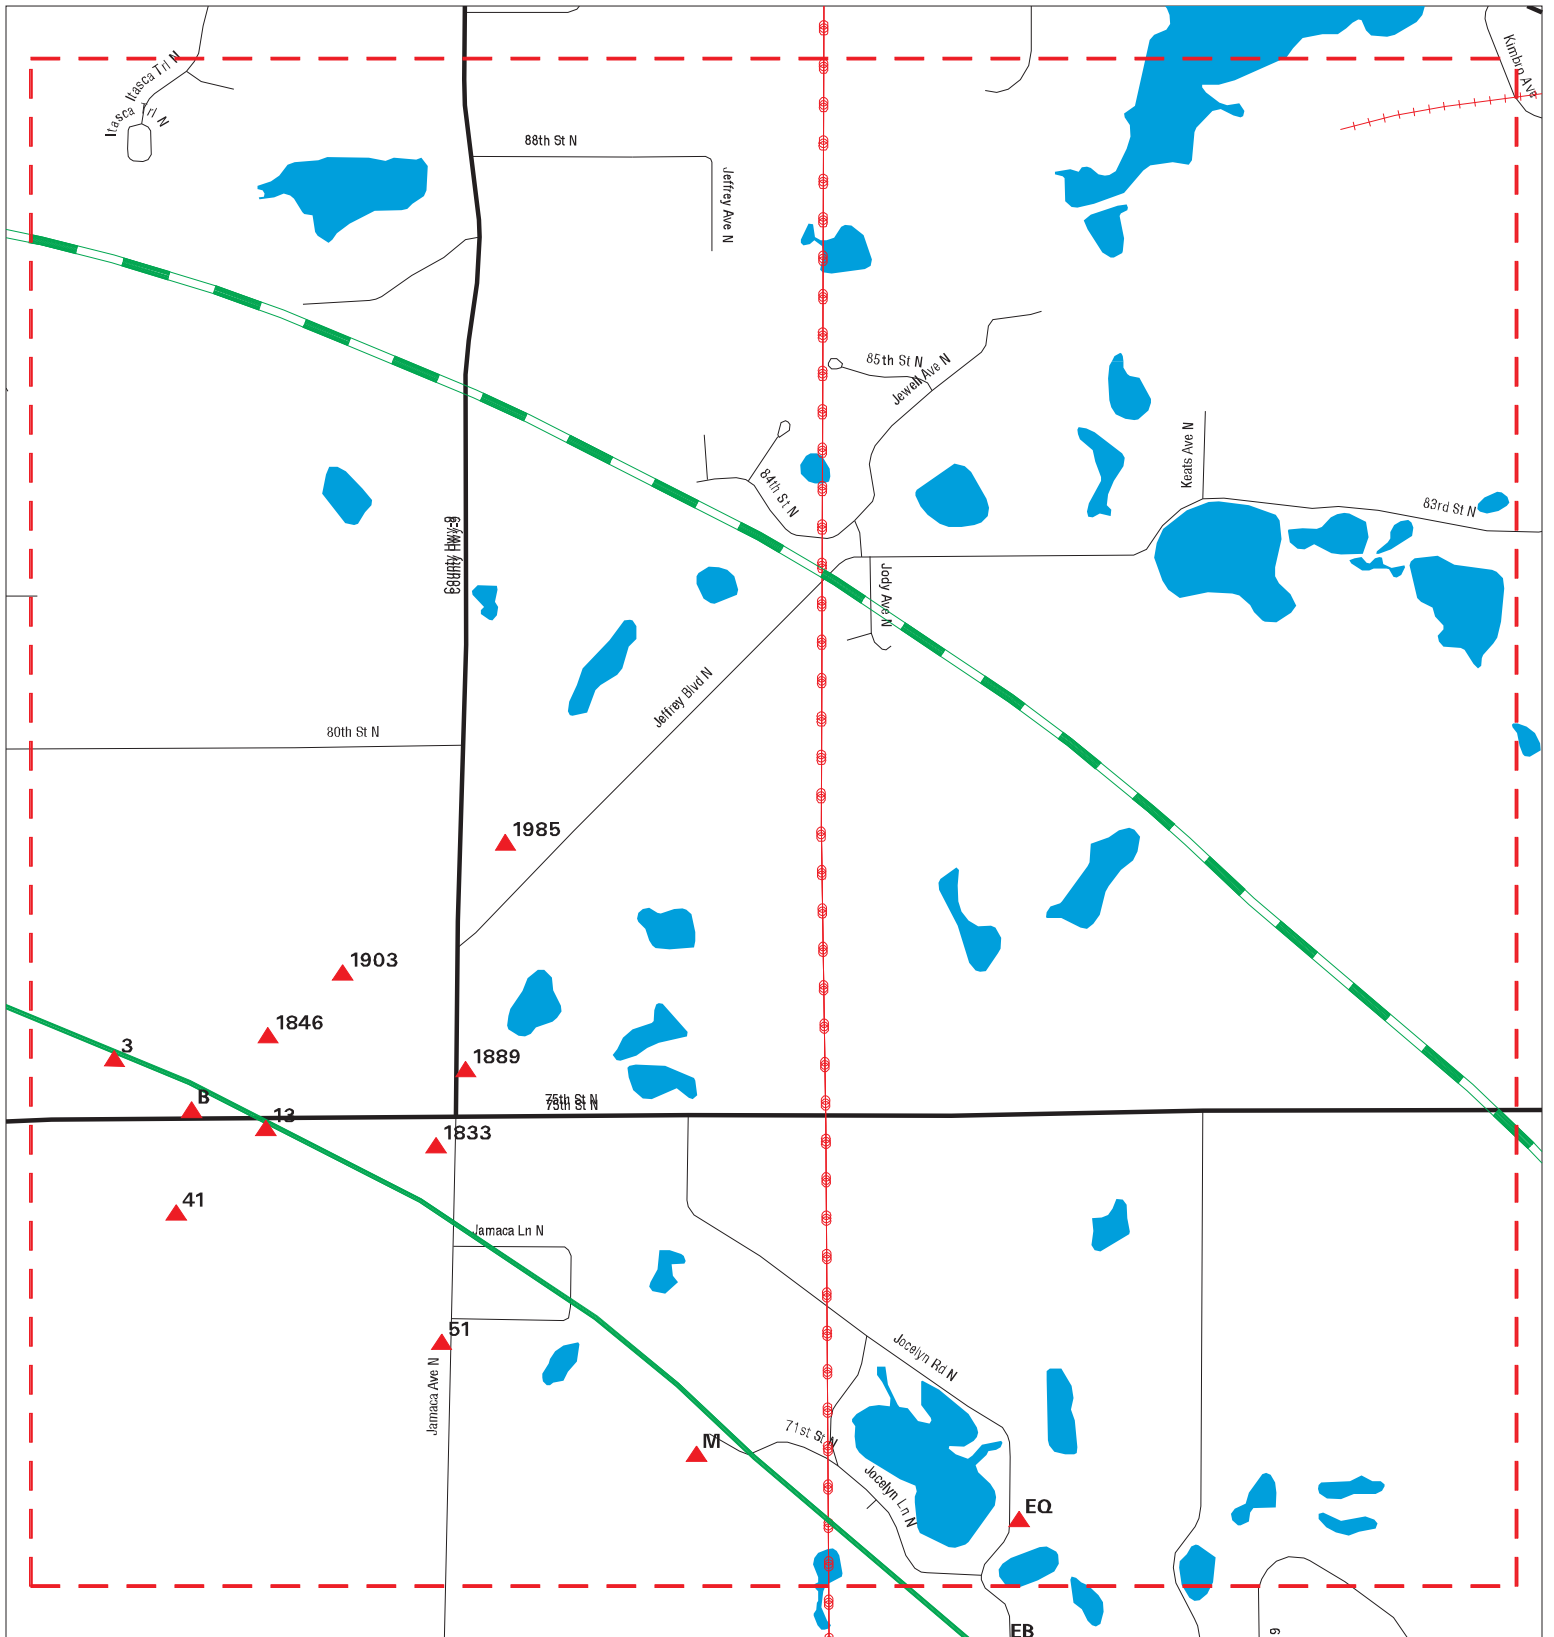 Kimbro Ave
Itasca Trl N
Itasca Trl N
88th St N
Jeffrey Ave N
85th St N
Jewell Ave N
Keats Ave N
84th St N
83rd St N
Jody Ave N
Jeffrey Blvd N
80th St N
1985
1903
1846
3
1889
B
75th St N
75th St N
13
1833
41
Jamaca Ln N
51
Jamaca Ave N
Jocelyn Rd N
71st St N
M
Jocelyn Ln N
EQ
EB
9